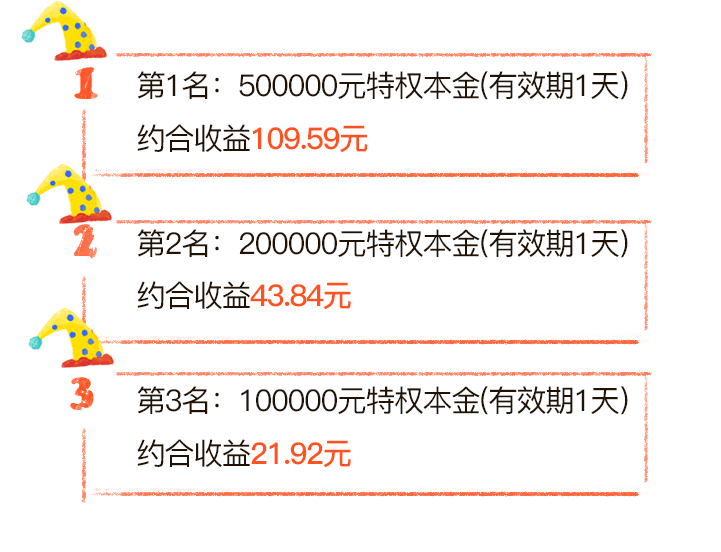 1
第1名：500000元特权本金(有效期1天)
约合收益109.59元
2
第2名：200000元特权本金(有效期1天)
约合收益43.84元
3
第3名：100000元特权本金(有效期1天)
约合收益21.92元